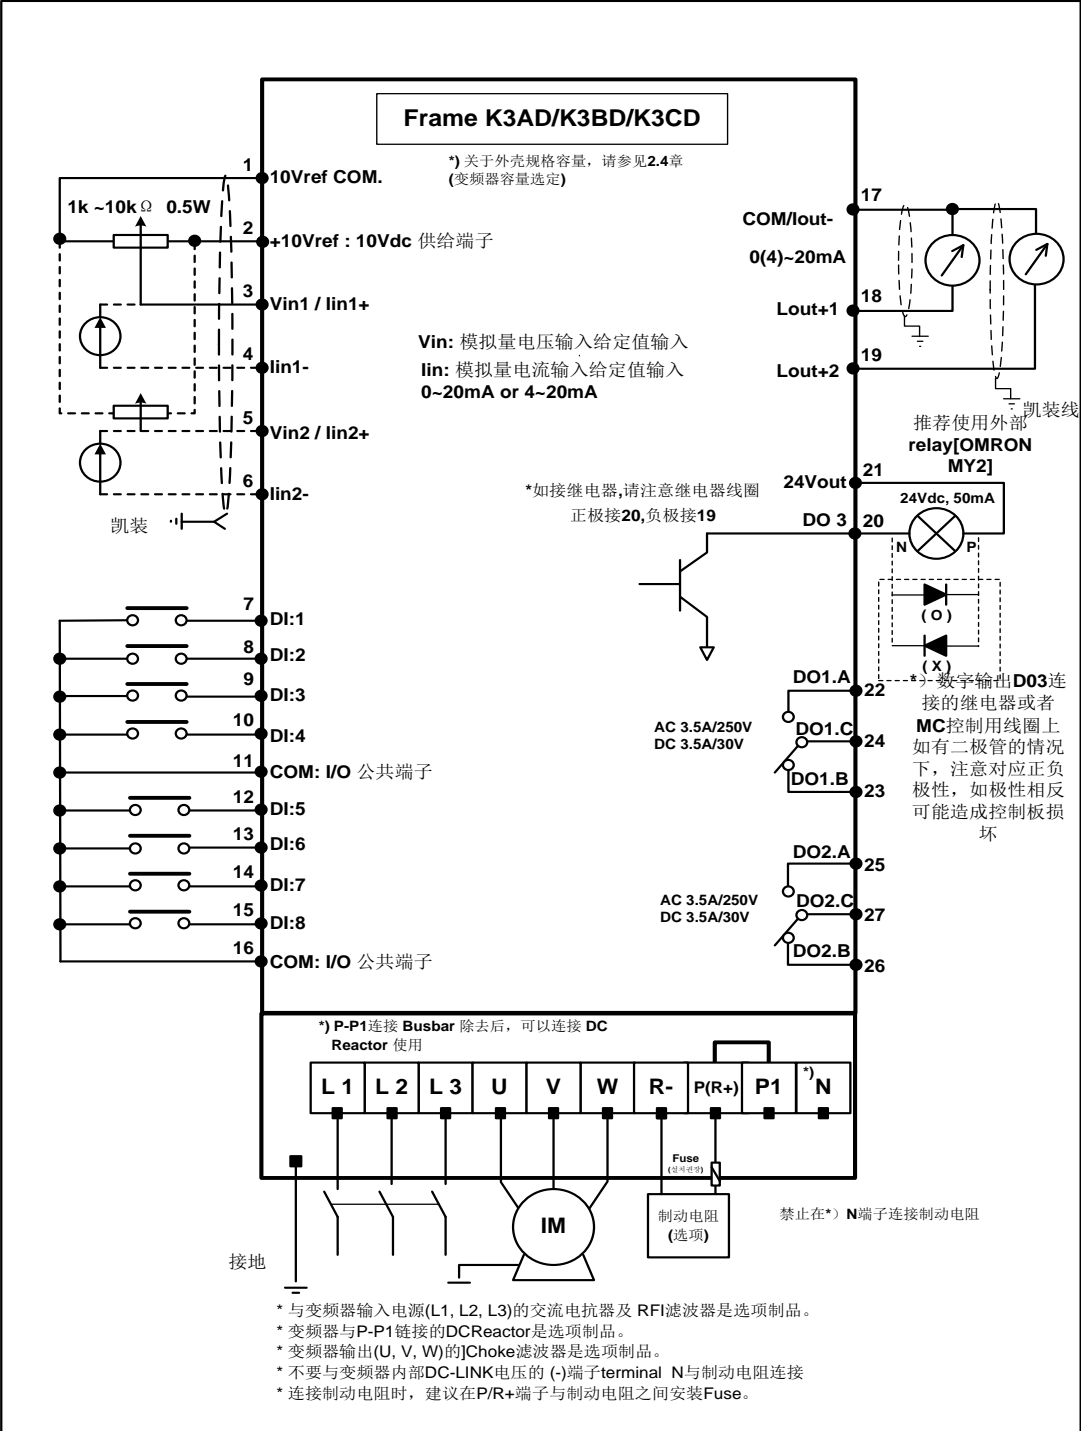 Frame K3AD/K3BD/K3CD
*) 关于外壳规格容量，请参见2.4章
(变频器容量选定)
1
10Vref COM.
1k ~10kΩ 0.5W
2
+10Vref : 10Vdc 供给端子
3
Vin1 / Iin1+
4
Iin1-
5
Vin2 / Iin2+
6
Iin2-
凯装
Vin: 模拟量电压输入给定值输入
Iin: 模拟量电流输入给定值输入
0~20mA or 4~20mA
17
COM/Iout-
0(4)~20mA
18
Lout+1
19
Lout+2
凯装线
推荐使用外部
relay[OMRON
MY2]
21
24Vout
24Vdc, 50mA
*如接继电器,请注意继电器线圈
正极接20,负极接19
DO 3
20
N
P
( O )
( X )
*）数字输出D03连
接的继电器或者
MC控制用线圈上
如有二极管的情况
下，注意对应正负
极性，如极性相反
可能造成控制板损
坏
7
DI:1
8
DI:2
9
DI:3
10
DI:4
11
COM: I/O 公共端子
12
DI:5
13
DI:6
14
DI:7
15
DI:8
16
COM: I/O 公共端子
DO1.A
22
AC 3.5A/250V
DC 3.5A/30V
DO1.C
24
DO1.B
23
DO2.A
25
AC 3.5A/250V
DC 3.5A/30V
DO2.C
27
DO2.B
26
*) P-P1连接 Busbar 除去后，可以连接 DC
Reactor 使用
L 1 L 2 L 3 U V W R- P(R+) P1 *)N
Fuse
(설치권장)
IM
制动电阻
(选项)
禁止在*）N端子连接制动电阻
接地
* 与变频器输入电源(L1, L2, L3)的交流电抗器及 RFI滤波器是选项制品。
* 变频器与P-P1链接的DCReactor是选项制品。
* 变频器输出(U, V, W)的]Choke滤波器是选项制品。
* 不要与变频器内部DC-LINK电压的 (-)端子terminal N与制动电阻连接
* 连接制动电阻时，建议在P/R+端子与制动电阻之间安装Fuse。